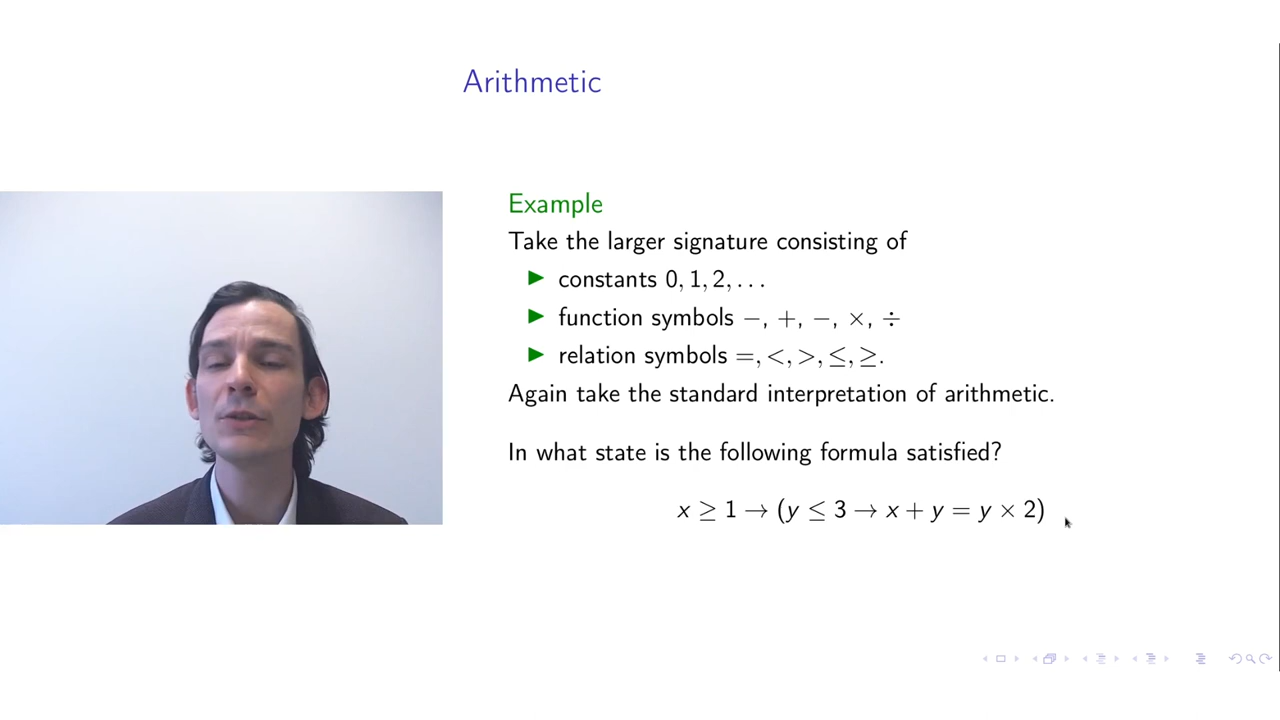 Arithmetic
Example
Take the larger signature consisting of
▶ constants 0, 1, 2, . . .
▶ function symbols −, +, −, ×, ÷
▶ relation symbols =, <, >, ≤, ≥.
Again take the standard interpretation of arithmetic.
In what state is the following formula satisfied?
x ≥ 1 → (y ≤ 3 → x + y = y × 2)